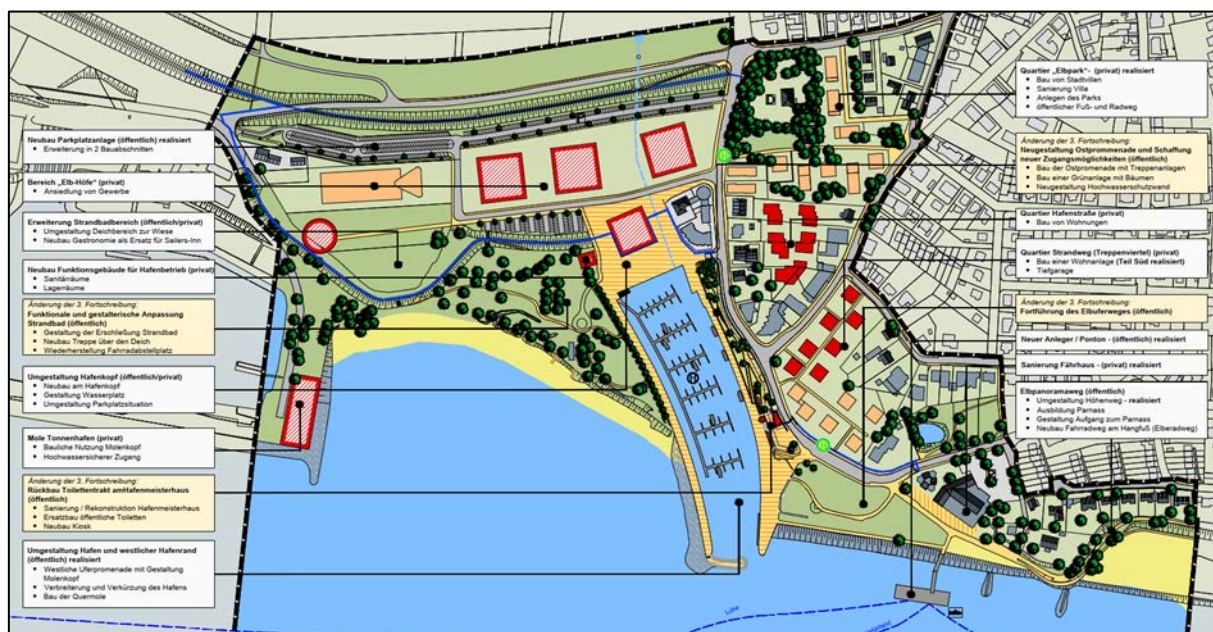 Neubau Parkplatzanlage (öffentlich) realisiert
• Erweiterung in 2 Bauabschnitten
Bereich „Elb-Höfe“ (privat)
• Ansiedlung von Gewerbe
Erweiterung Strandbadbereich (öffentlich/privat)
• Umgestaltung Deichbereich zur Wiese
• Neubau Gastronomie als Ersatz für Sailers-Inn
Neubau Funktionsgebäude für Hafenbetrieb (privat)
• Sanitärräume
• Lagerräume
Änderung der 3. Fortschreibung:
Funktionale und gestalterische Anpassung
Strandbad (öffentlich)
• Gestaltung der Erschließung Strandbad
• Neubau Treppe über den Deich
• Wiederherstellung Fahrradabstellplatz
Umgestaltung Hafenkopf (öffentlich/privat)
• Neubau am Hafenkopf
• Gestaltung Wasserplatz
• Umgestaltung Parkplatzsituation
Mole Tonnenhafen (privat)
• Bauliche Nutzung Molenkopf
• Hochwassersicherer Zugang
Änderung der 3. Fortschreibung:
Rückbau Toilettentrakt amHafenmeisterhaus
(öffentlich)
• Sanierung / Rekonstruktion Hafenmeisterhaus
• Ersatzbau öffentliche Toiletten
• Neubau Kiosk
Umgestaltung Hafen und westlicher Hafenrand
(öffentlich) realisiert
• Westliche Uferpromenade mit Gestaltung
Molenkopf
• Verbreiterung und Verkürzung des Hafens
• Bau der Quermole
Quartier „Elbpark“- (privat) realisiert
• Bau von Stadtvillen
• Sanierung Villa
• Anlegen des Parks
• öffentlicher Fuß- und Radweg
Änderung der 3. Fortschreibung:
Neugestaltung Ostpromenade und Schaffung
neuer Zugangsmöglichkeiten (öffentlich)
• Bau der Ostpromenade mit Treppenanlagen
• Bau einer Grünanlage mit Bäumen
• Neugestaltung Hochwasserschutzwand
Quartier Hafenstraße (privat)
• Bau von Wohnungen
Quartier Strandweg (Treppenviertel) (privat)
• Bau einer Wohnanlage (Teil Süd realisiert)
• Tiefgarage
Änderung der 3. Fortschreibung:
Fortführung des Elbuferweges (öffentlich)
Neuer Anleger / Ponton - (öffentlich) realisiert
Sanierung Fährhaus - (privat) realisiert
Elbpanoramaweg (öffentlich)
• Umgestaltung Höhenweg - realisiert
• Ausbildung Parnass
• Gestaltung Aufgang zum Parnass
• Neubau Fahrradweg am Hangfuß (Elberadweg)
Lühe